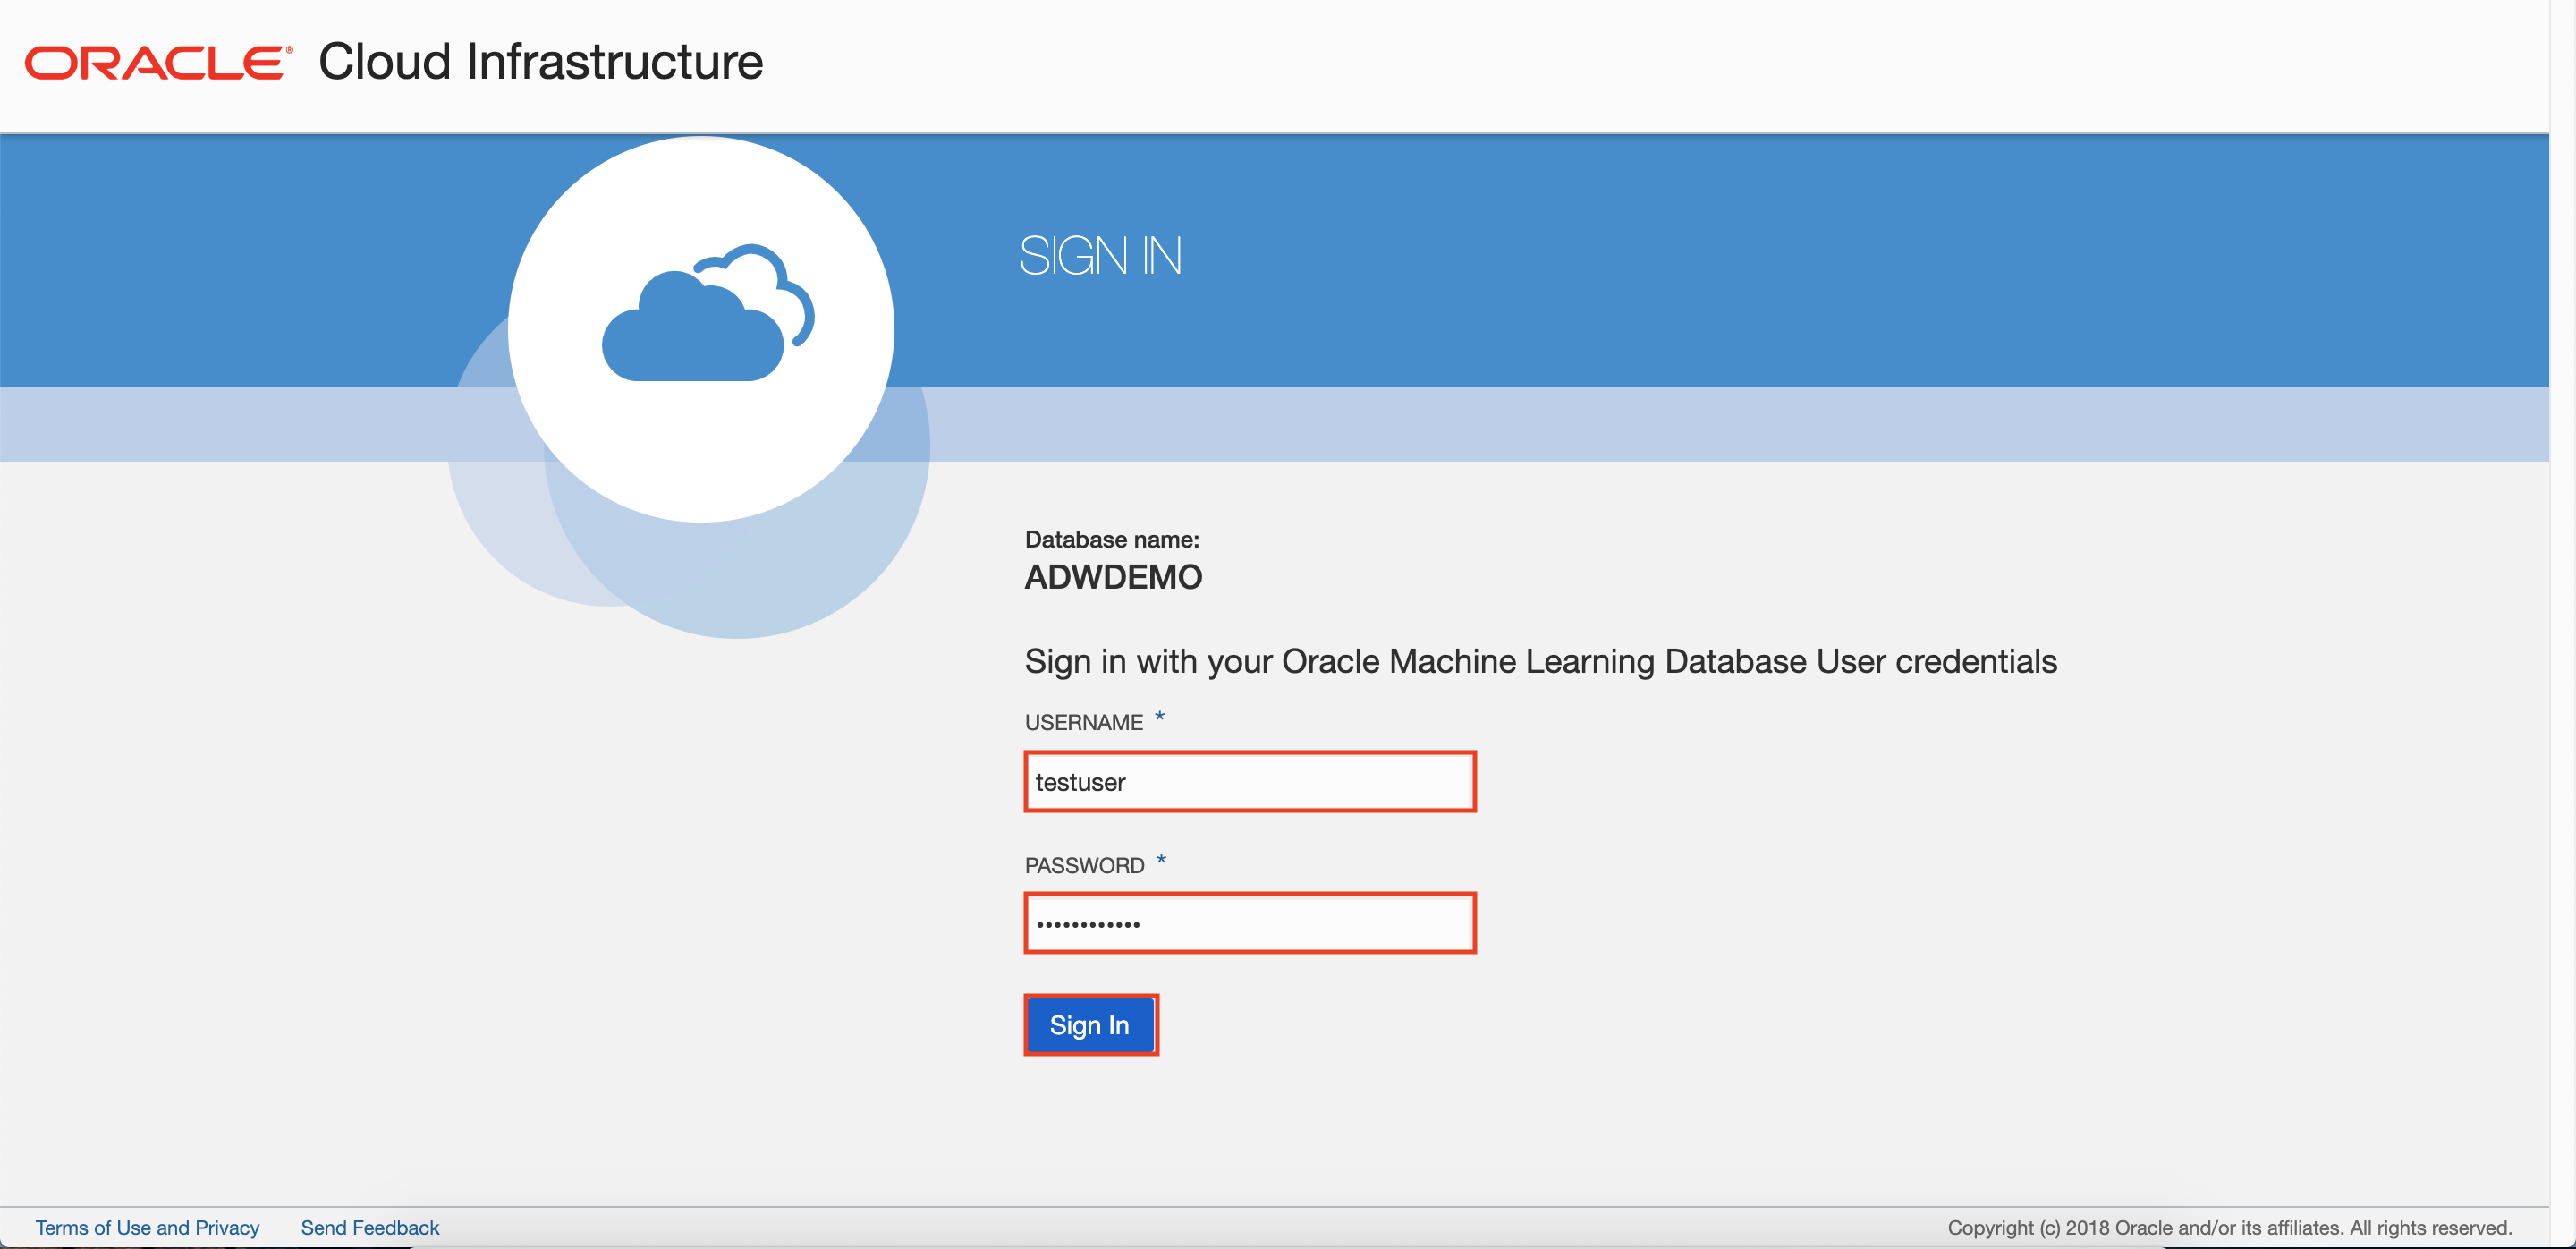 ORACLE® Cloud Infrastructure
SIGN IN
Database name:
ADWDEMO
Sign in with your Oracle Machine Learning Database User credentials
USERNAME *
testuser
PASSWORD *
••••••••••••
Sign In
Terms of Use and Privacy Send Feedback Copyright (c) 2018 Oracle and/or its affiliates. All rights reserved.